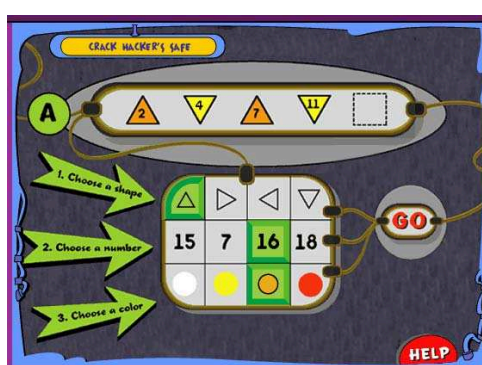 CRACK HACKER'S SAFE
A
2 4 7 11
1. Choose a shape
2. Choose a number
15 7 16 18
GO
3. Choose a color
HELP